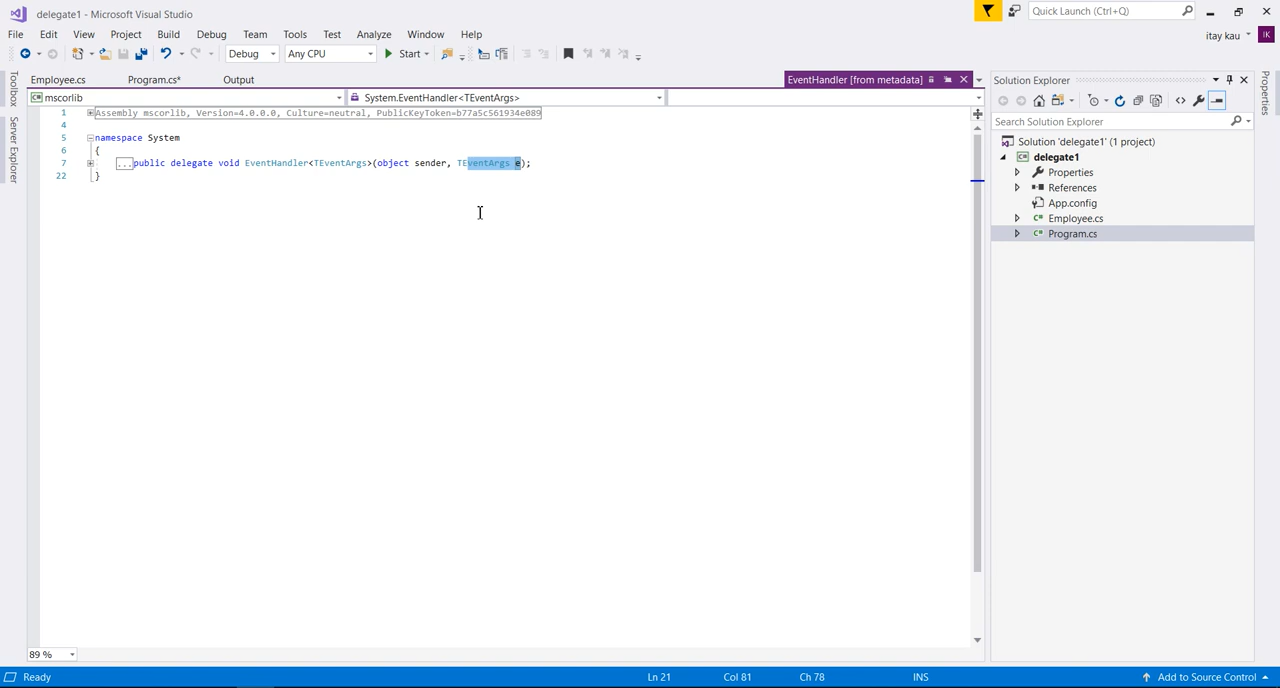 delegate1 - Microsoft Visual Studio
Quick Launch (Ctrl+Q)
File Edit View Project Build Debug Team Tools Test Analyze Window Help
itay kau IK
Debug Any CPU Start
Employee.cs Program.cs* Output EventHandler [from metadata]
mscorlib System.EventHandler<TEventArgs>
Toolbox
Server Explorer
1 Assembly mscorlib, Version=4.0.0.0, Culture=neutral, PublicKeyToken=b77a5c561934e089
4
5 namespace System
6 {
7 ...public delegate void EventHandler<TEventArgs>(object sender, TEventArgs e);
22 }
Solution Explorer
Search Solution Explorer
Solution 'delegate1' (1 project)
delegate1
Properties
References
App.config
Employee.cs
Program.cs
Properties
89 %
Ready Ln 21 Col 81 Ch 78 INS Add to Source Control